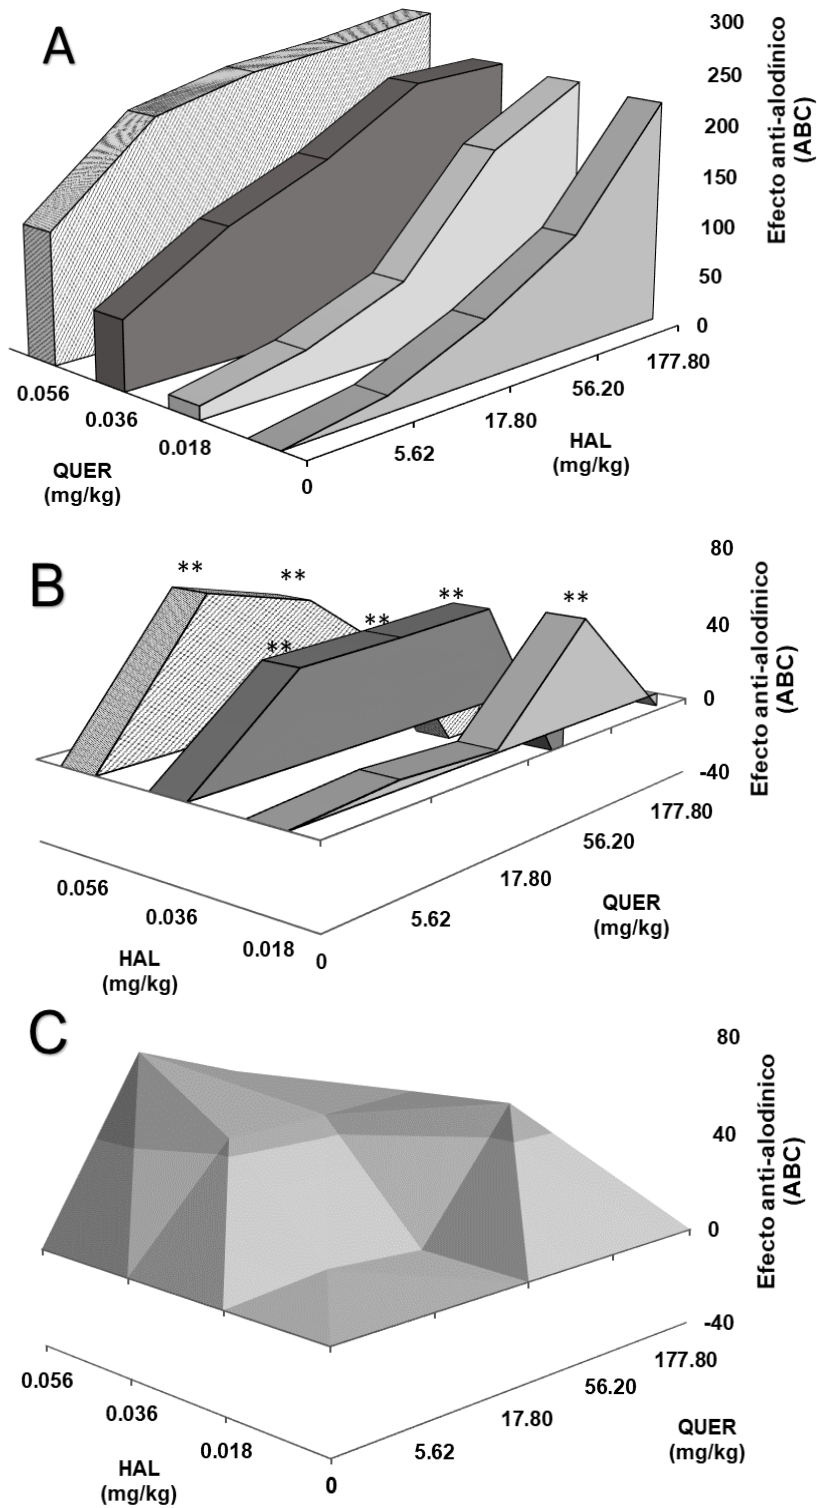 A
300
250
200
150
100
50
0
Efecto anti-alodínico
(ABC)
177.80
56.20
17.80
5.62
0
HAL
(mg/kg)
0.056
0.036
0.018
QUER
(mg/kg)
B
** ** ** ** ** **
80
40
0
-40
Efecto anti-alodínico
(ABC)
177.80
56.20
17.80
5.62
0
QUER
(mg/kg)
0.056
0.036
0.018
HAL
(mg/kg)
C
80
40
0
-40
Efecto anti-alodínico
(ABC)
177.80
56.20
17.80
5.62
0
QUER
(mg/kg)
0.056
0.036
0.018
HAL
(mg/kg)